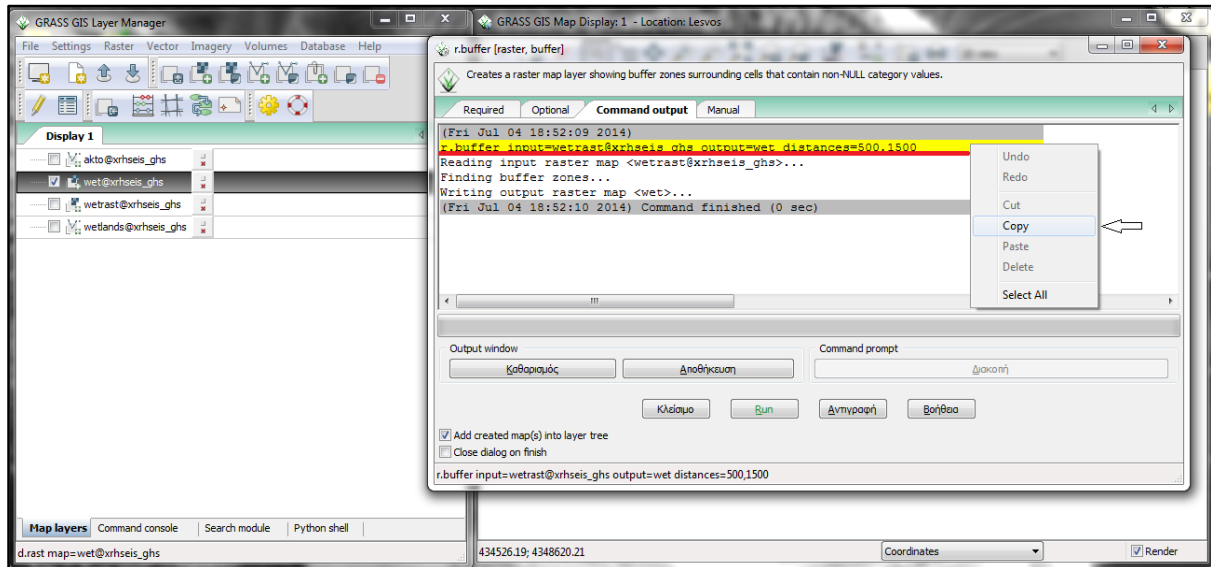 GRASS GIS Layer Manager
File Settings Raster Vector Imagery Volumes Database Help
Display 1
akto@xrhseis_ghs
wet@xrhseis_ghs
wetrast@xrhseis_ghs
wetlands@xrhseis_ghs
Map layers Command console Search module Python shell
d.rast map=wet@xrhseis_ghs
GRASS GIS Map Display: 1 - Location: Lesvos
r.buffer [raster, buffer]
Creates a raster map layer showing buffer zones surrounding cells that contain non-NULL category values.
Required Optional Command output Manual
(Fri Jul 04 18:52:09 2014)
r.buffer input=wetrast@xrhseis_ghs output=wet distances=500,1500
Reading input raster map <wetrast@xrhseis_ghs>...
Finding buffer zones...
Writing output raster map <wet>...
(Fri Jul 04 18:52:10 2014) Command finished (0 sec)
Undo
Redo
Cut
Copy
Paste
Delete
Select All
Output window Command prompt
Καθαρισμός Αποθήκευση Διακοπή
Κλείσιμο Run Αντιγραφή Βοήθεια
Add created map(s) into layer tree
Close dialog on finish
r.buffer input=wetrast@xrhseis_ghs output=wet distances=500,1500
434526.19; 4348620.21 Coordinates Render